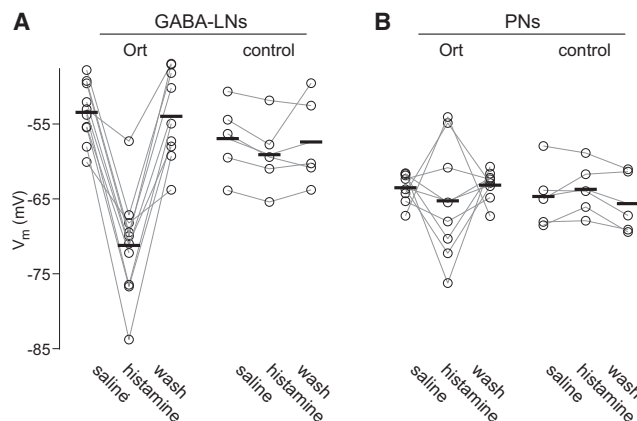 A
GABA-LNs
Ort
control
B
PNs
Ort
control
-55
-65
-75
-85
Vm (mV)
saline
histamine
wash
saline
histamine
wash
saline
histamine
wash
saline
histamine
wash